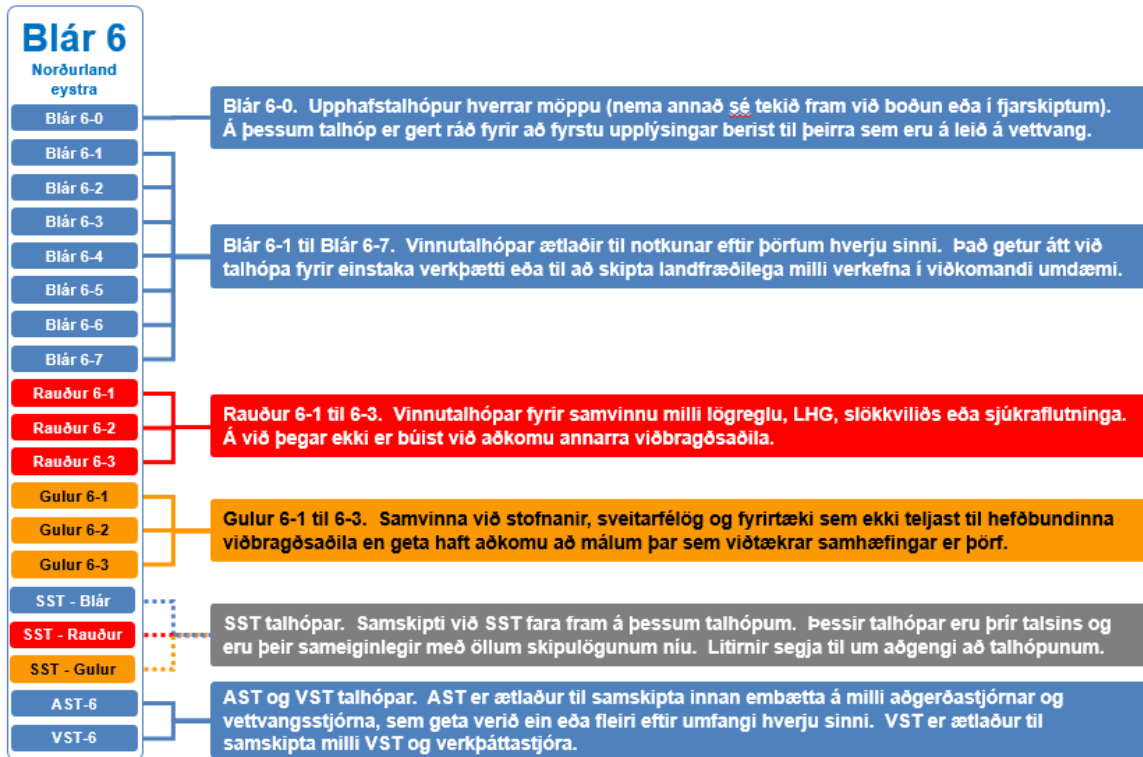 Blár 6
Norðurland
eystra
Blár 6-0
Blár 6-1
Blár 6-2
Blár 6-3
Blár 6-4
Blár 6-5
Blár 6-6
Blár 6-7
Rauður 6-1
Rauður 6-2
Rauður 6-3
Gulur 6-1
Gulur 6-2
Gulur 6-3
SST - Blár
SST - Rauður
SST - Gulur
AST-6
VST-6
Blár 6-0. Upphafstalhópur hverrar möppu (nema annað sé tekið fram við boðun eða í fjarskiptum).
Á þessum talhóp er gert ráð fyrir að fyrstu upplýsingar berist til þeirra sem eru á leið á vettvang.
Blár 6-1 til Blár 6-7. Vinnutalhópar ætlaðir til notkunar eftir þörfum hverju sinni. Það getur átt við
talhópa fyrir einstaka verkþætti eða til að skipta landfræðilega milli verkefna í viðkomandi umdæmi.
Rauður 6-1 til 6-3. Vinnutalhópar fyrir samvinnu milli lögreglu, LHG, slökkviliðs eða sjúkraflutninga.
Á við þegar ekki er búist við aðkomu annarra viðbragðsaðila.
Gulur 6-1 til 6-3. Samvinna við stofnanir, sveitarfélög og fyrirtæki sem ekki teljast til hefðbundinna
viðbragðsaðila en geta haft aðkomu að málum þar sem viðtækrar samhæfingar er þörf.
SST talhópar. Samskipti við SST fara fram á þessum talhópum. Þessir talhópar eru þrír talsins og
eru þeir sameiginlegir með öllum skipulögunum níu. Litirnir segja til um aðgengi að talhópunum.
AST og VST talhópar. AST er ætlaður til samskipta innan embætta á milli aðgerðastjórnar og
vettvangsstjórna, sem geta verið ein eða fleiri eftir umfangi hverju sinni. VST er ætlaður til
samskipta milli VST og verkþáttastjóra.